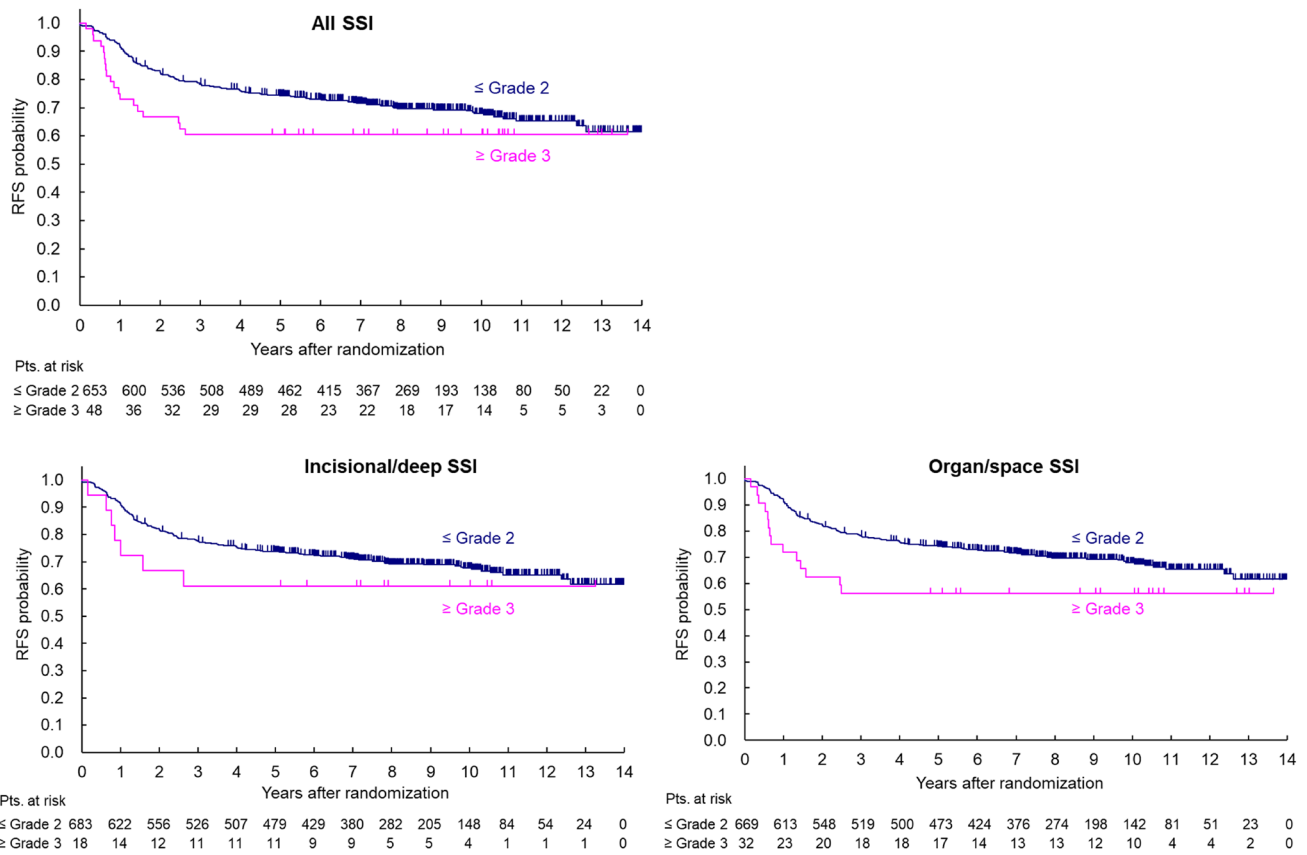 All SSI
RFS probability
1.0
0.9
0.8
0.7
0.6
0.5
0.4
0.3
0.2
0.1
0.0
≤ Grade 2
≥ Grade 3
0 1 2 3 4 5 6 7 8 9 10 11 12 13 14
Years after randomization
Pts. at risk
≤ Grade 2 653 600 536 508 489 462 415 367 269 193 138 80 50 22 0
≥ Grade 3 48 36 32 29 29 28 23 22 18 17 14 5 5 3 0
Incisional/deep SSI
RFS probability
1.0
0.9
0.8
0.7
0.6
0.5
0.4
0.3
0.2
0.1
0.0
≤ Grade 2
≥ Grade 3
0 1 2 3 4 5 6 7 8 9 10 11 12 13 14
Years after randomization
Pts. at risk
≤ Grade 2 683 622 556 526 507 479 429 380 282 205 148 84 54 24 0
≥ Grade 3 18 14 12 11 11 11 9 9 5 5 4 1 1 1 0
Organ/space SSI
RFS probability
1.0
0.9
0.8
0.7
0.6
0.5
0.4
0.3
0.2
0.1
0.0
≤ Grade 2
≥ Grade 3
0 1 2 3 4 5 6 7 8 9 10 11 12 13 14
Years after randomization
Pts. at risk
≤ Grade 2 669 613 548 519 500 473 424 376 274 198 142 81 51 23 0
≥ Grade 3 32 23 20 18 18 17 14 13 13 12 10 4 4 2 0